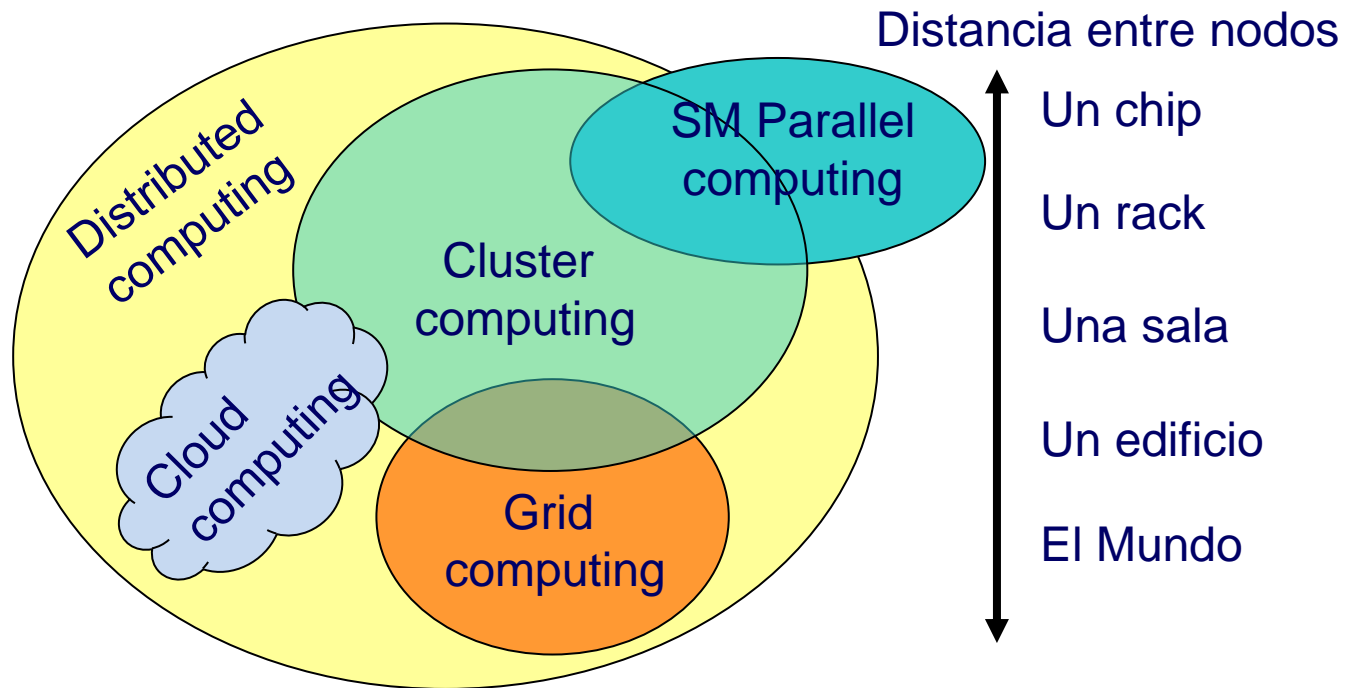 Distancia entre nodos
Distributed
computing
SM Parallel
computing
Cluster
computing
Cloud
computing
Grid
computing
Un chip
Un rack
Una sala
Un edificio
El Mundo